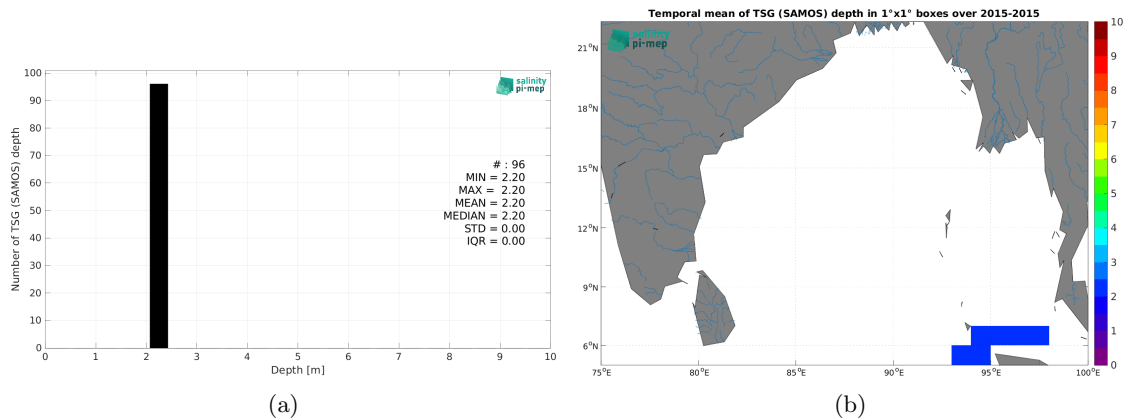 salinity
pi-mep
Number of TSG (SAMOS) depth
100
90
80
70
60
50
40
30
20
10
0
# : 96
MIN = 2.20
MAX = 2.20
MEAN = 2.20
MEDIAN = 2.20
STD = 0.00
IQR = 0.00
0 1 2 3 4 5 6 7 8 9 10
Depth [m]
(a)
Temporal mean of TSG (SAMOS) depth in 1°x1° boxes over 2015-2015
salinity
pi-mep
21°N
18°N
15°N
12°N
9°N
6°N
75°E 80°E 85°E 90°E 95°E 100°E
10
9
8
7
6
5
4
3
2
1
0
(b)